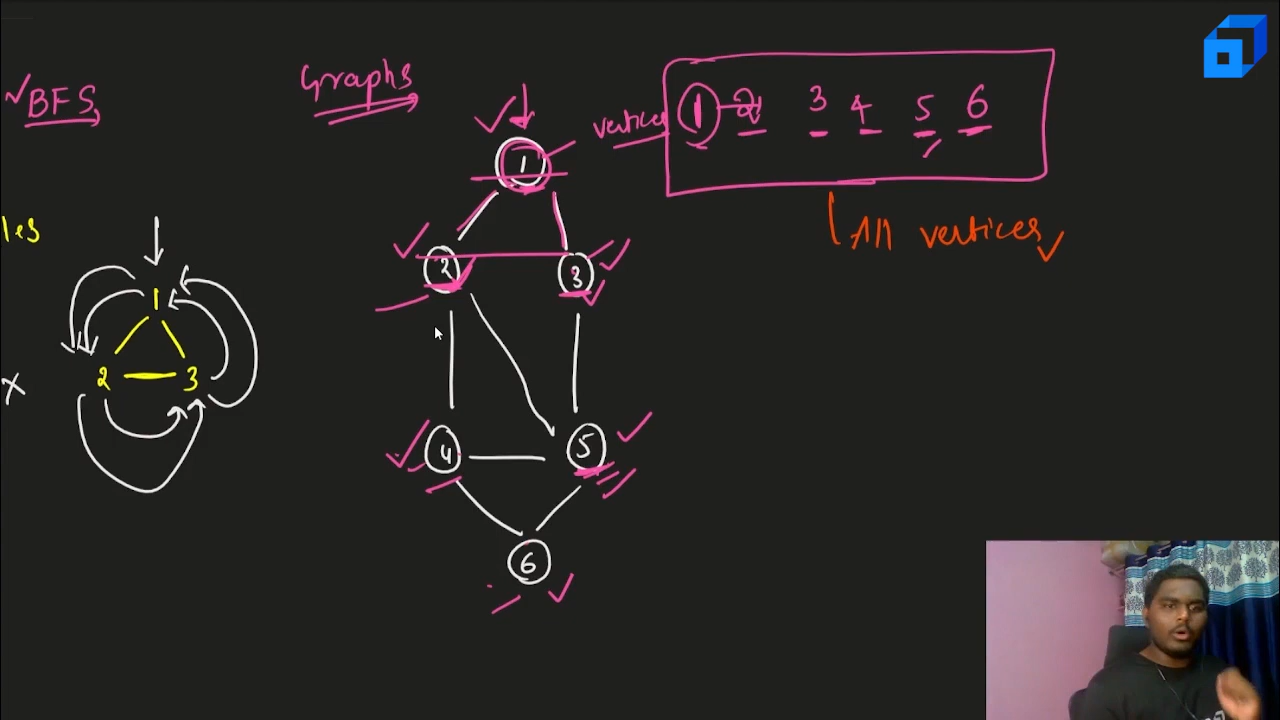 BFS
Graphs
vertices 1 2 3 4 5 6
All vertices
les
1
2 3
x
1
2 3
4 5
6